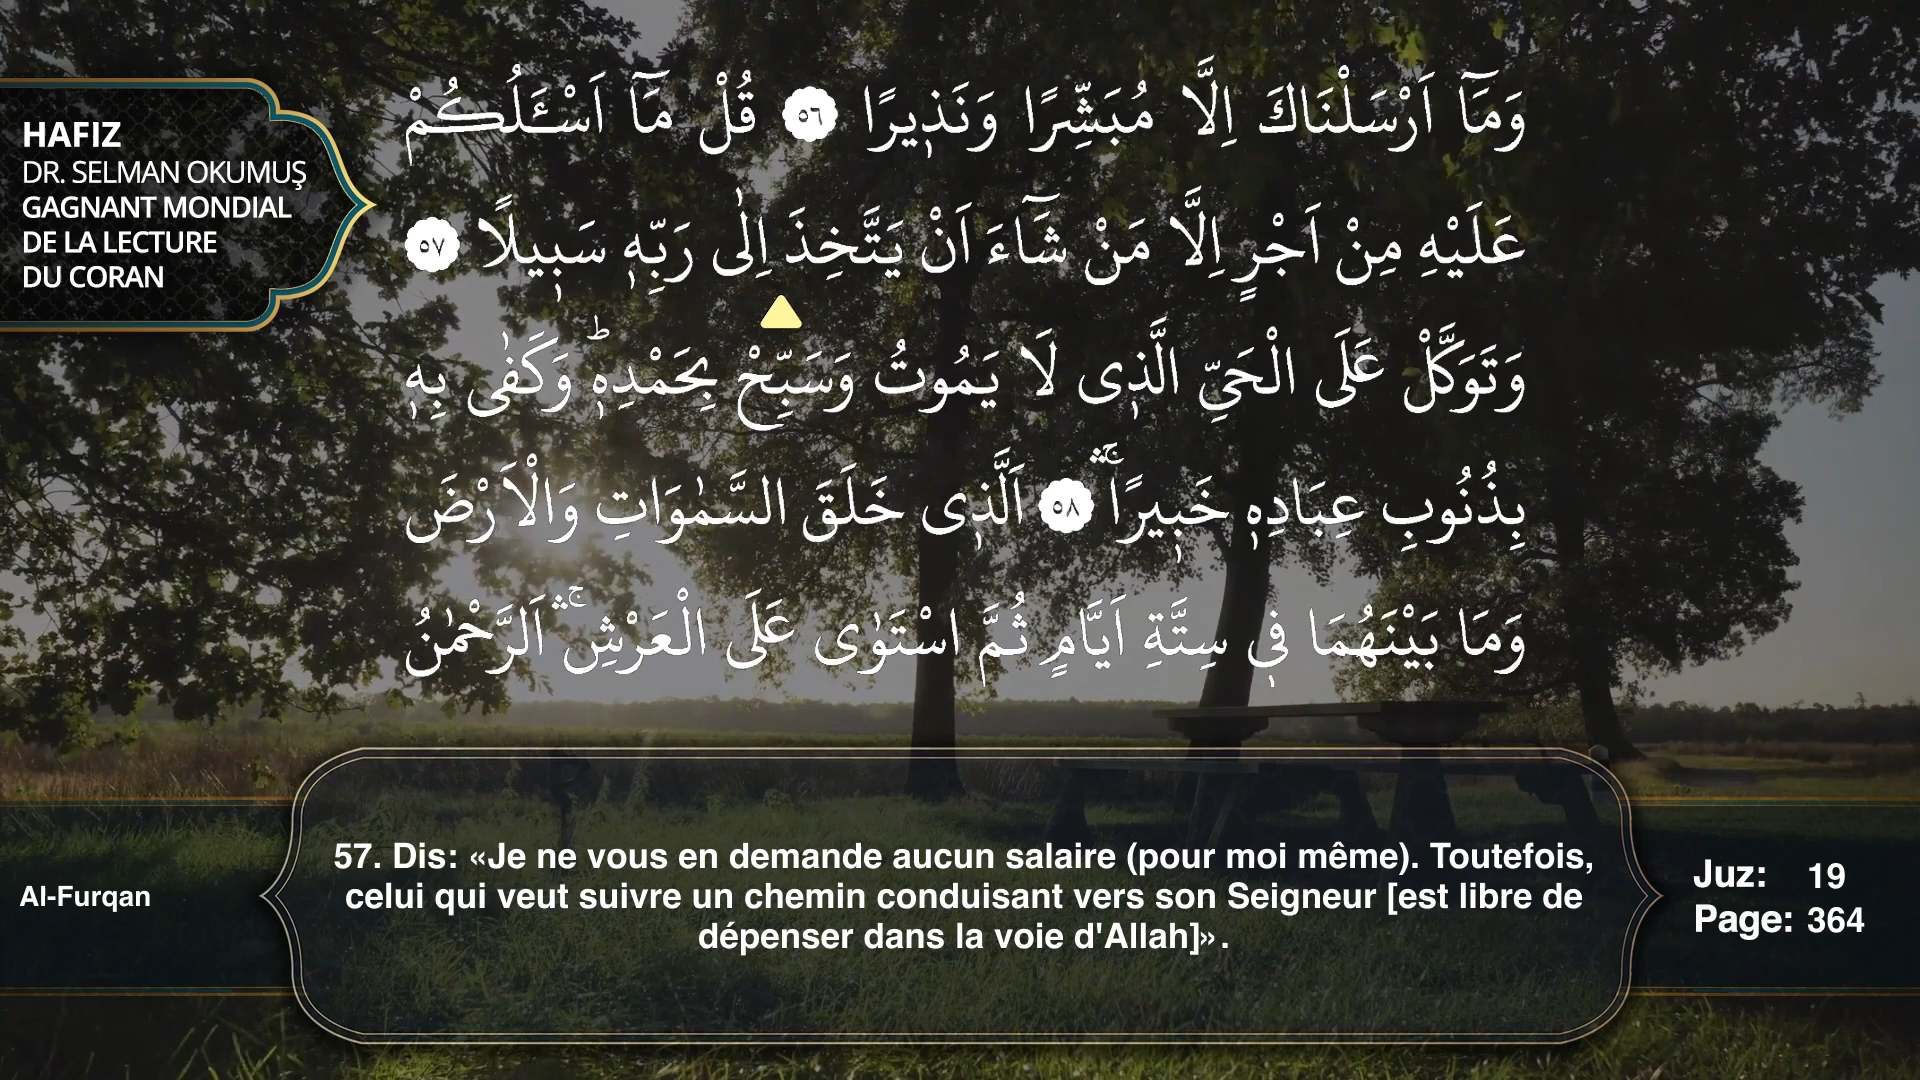 وَمَٓا اَرْسَلْنَاكَ اِلَّا مُبَشِّرًا وَنَذ۪يرًا ٥٦ قُلْ مَٓا اَسْـَٔلُكُمْ
عَلَيْهِ مِنْ اَجْرٍ اِلَّا مَنْ شَٓاءَ اَنْ يَتَّخِذَ اِلٰى رَبِّه۪ سَب۪يلًا ٥٧
وَتَوَكَّلْ عَلَى الْحَيِّ الَّذ۪ى لَا يَمُوتُ وَسَبِّحْ بِحَمْدِه۪ؕ وَكَفٰى بِه۪
بِذُنُوبِ عِبَادِه۪ خَب۪يرًاۚۛ ٥٨ اَلَّذ۪ى خَلَقَ السَّمٰوَاتِ وَالْاَرْضَ
وَمَا بَيْنَهُمَا ف۪ى سِتَّةِ اَيَّامٍ ثُمَّ اسْتَوٰى عَلَى الْعَرْشِۚۛ اَلرَّحْمٰنُ
HAFIZ
DR. SELMAN OKUMUŞ
GAGNANT MONDIAL
DE LA LECTURE
DU CORAN
57. Dis: «Je ne vous en demande aucun salaire (pour moi même). Toutefois,
celui qui veut suivre un chemin conduisant vers son Seigneur [est libre de
dépenser dans la voie d'Allah]».
Al-Furqan
Juz: 19
Page: 364